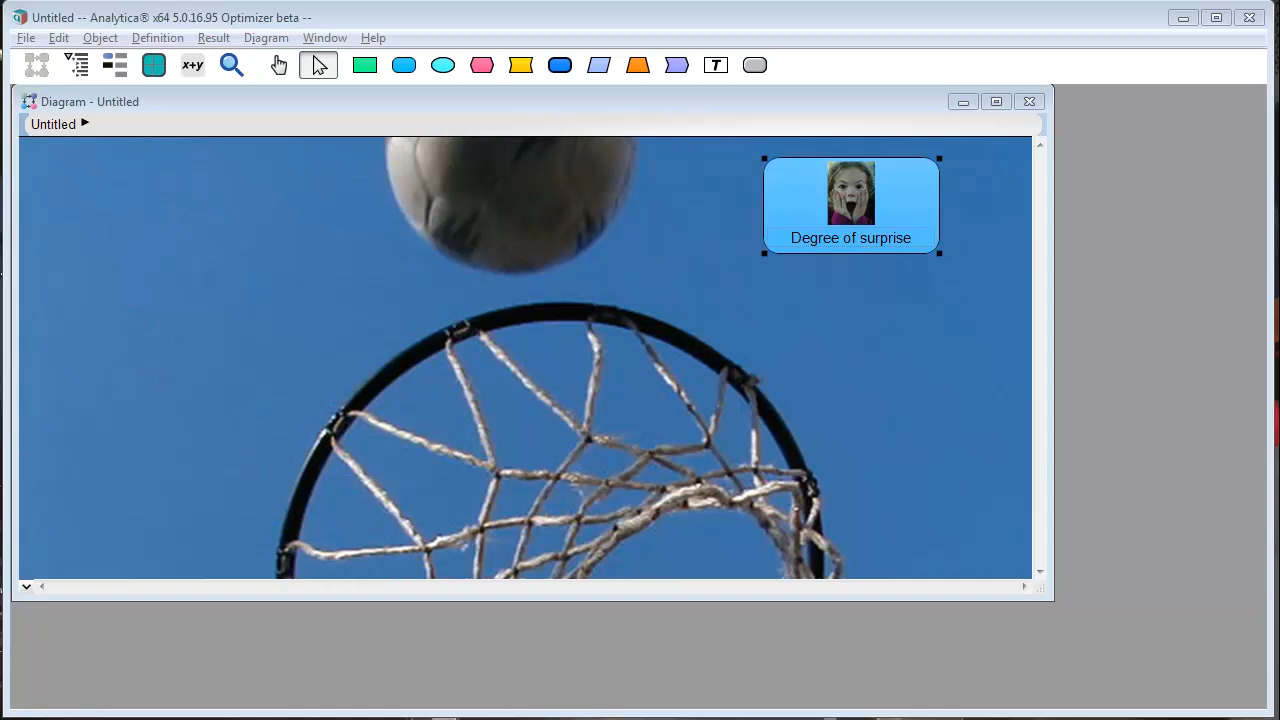 Untitled -- Analytica® x64 5.0.16.95 Optimizer beta --
File Edit Object Definition Result Diagram Window Help
x+y T
Diagram - Untitled
Untitled
Degree of surprise